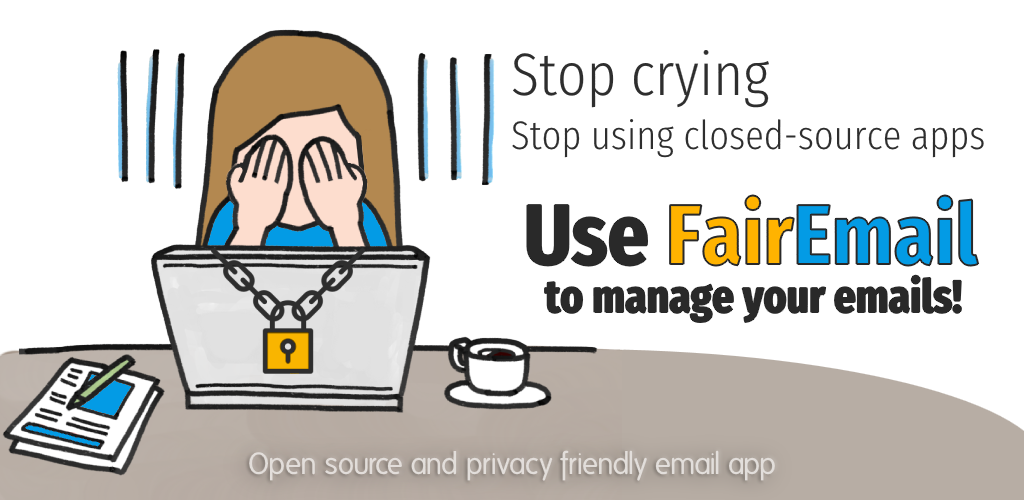 Stop crying
Stop using closed-source apps
Use FairEmail
to manage your emails!
Open source and privacy friendly email app